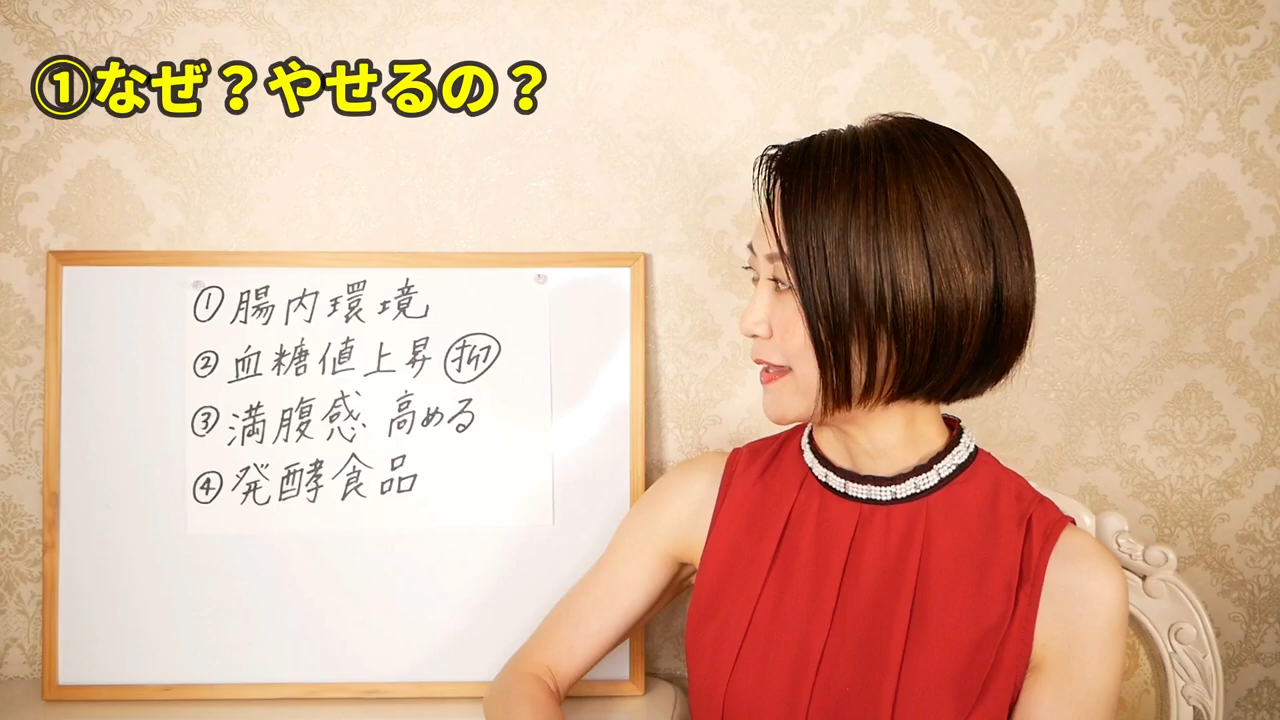 ①なぜ？やせるの？
①腸内環境
②血糖値上昇㊥抑
③満腹感 高める
④発酵食品